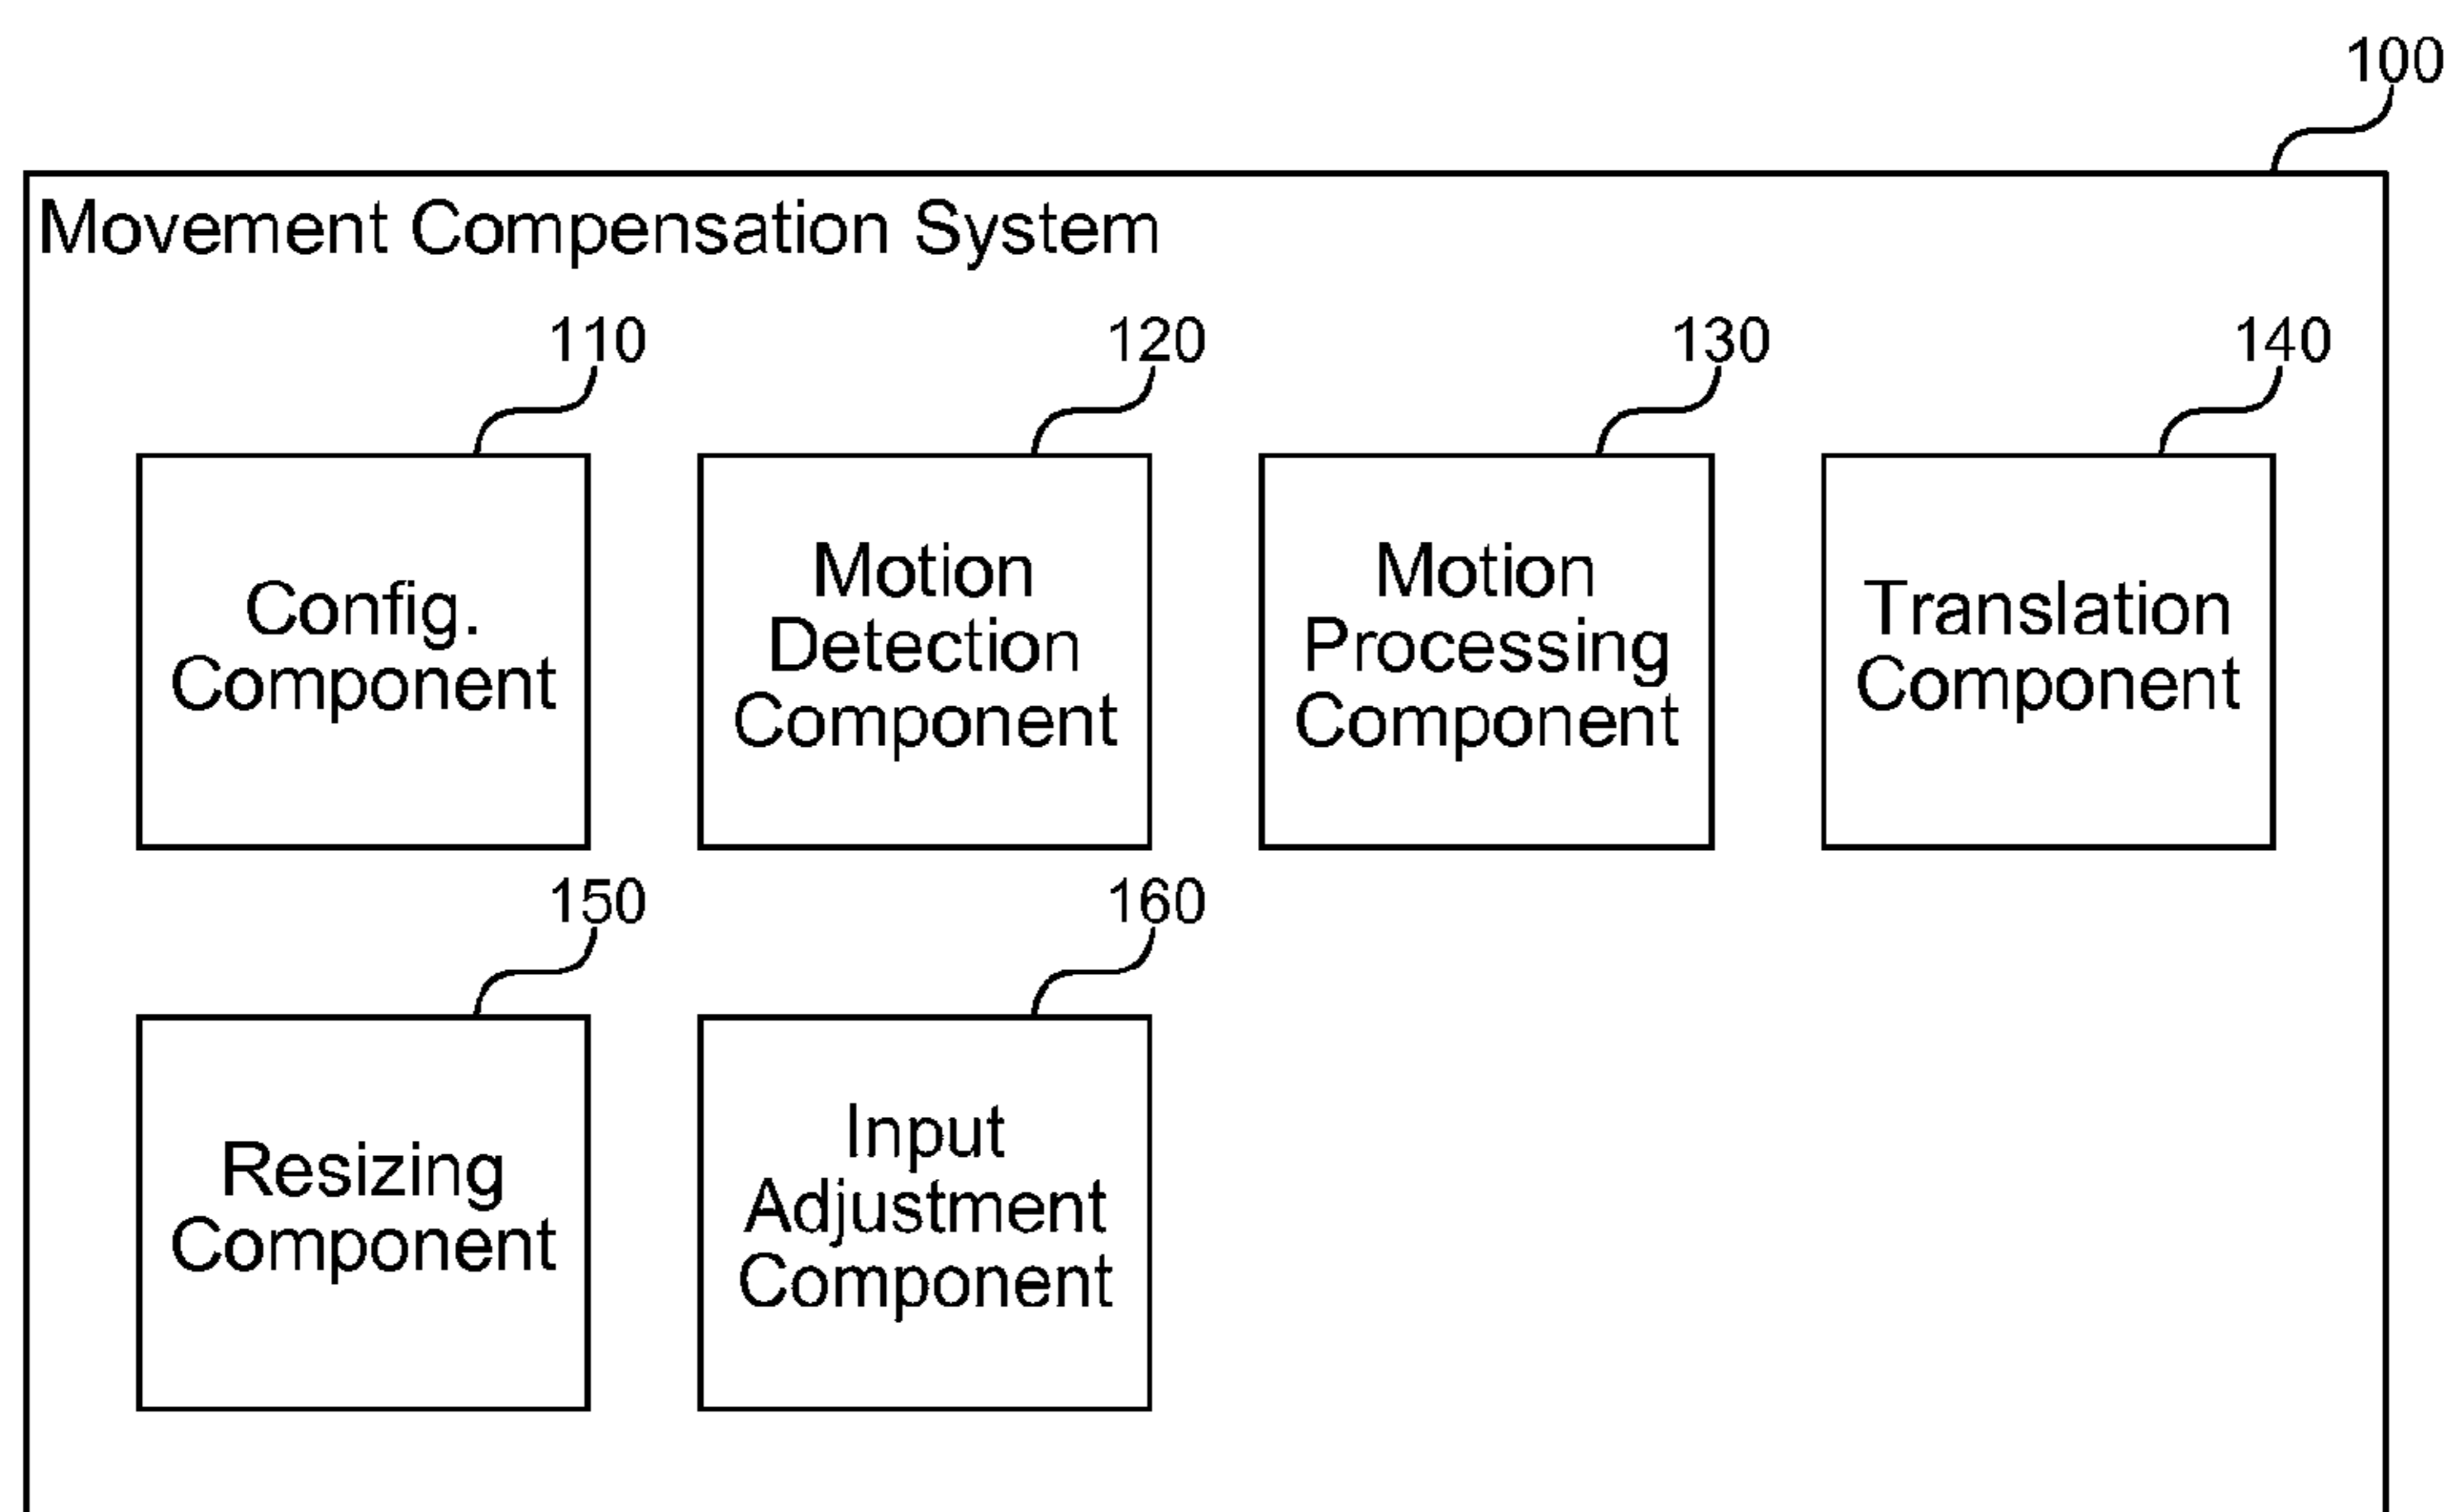 100
Movement Compensation System
110
120
130
140
Config.
Component
Motion
Detection
Component
Motion
Processing
Component
Translation
Component
150
160
Resizing
Component
Input
Adjustment
Component